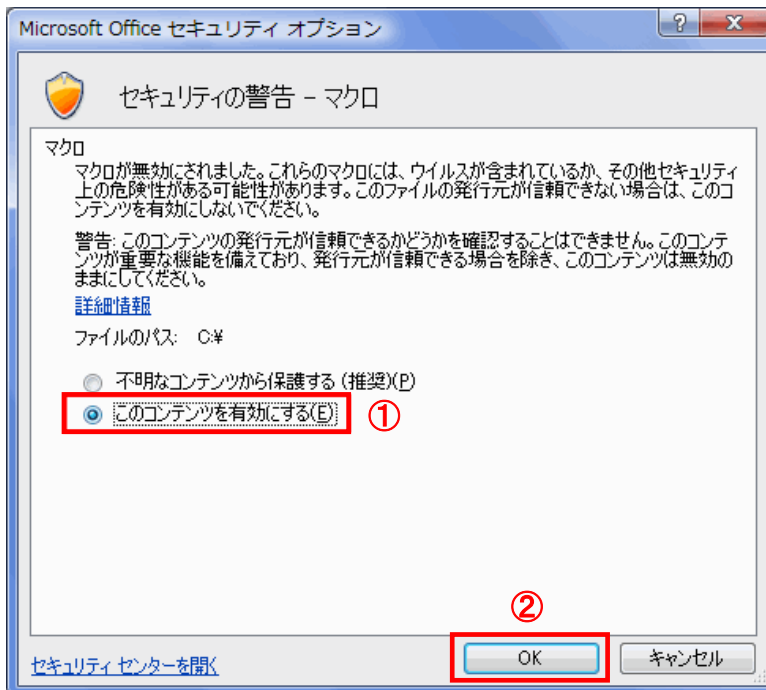 Microsoft Office セキュリティ オプション
? X
セキュリティの警告 - マクロ
マクロ
マクロが無効にされました。これらのマクロには、ウイルスが含まれているか、その他セキュリティ
上の危険性がある可能性があります。このファイルの発行元が信頼できない場合は、このコ
ンテンツを有効にしないでください。
警告: このコンテンツの発行元が信頼できるかどうかを確認することはできません。このコンテ
ンツが重要な機能を備えており、発行元が信頼できる場合を除き、このコンテンツは無効の
ままにしてください。
詳細情報
ファイルのパス: C:¥
不明なコンテンツから保護する (推奨)(P)
このコンテンツを有効にする(E) ①
②
セキュリティ センターを開く OK キャンセル